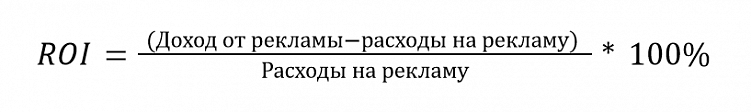 (Доход от рекламы−расходы на рекламу)
ROI = * 100%
Расходы на рекламу